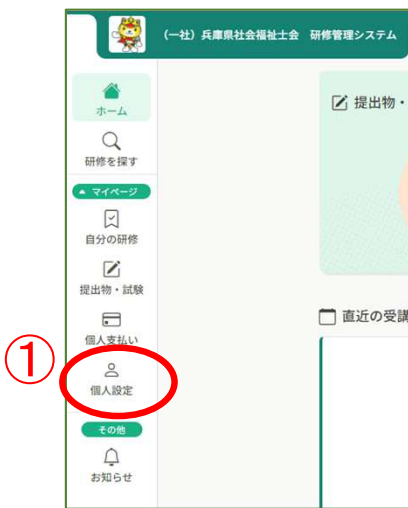 （一社）兵庫県社会福祉士会 研修管理システム
ホーム
研修を探す
マイページ
自分の研修
提出物・試験
個人支払い
①
個人設定
その他
お知らせ
提出物・
直近の受講